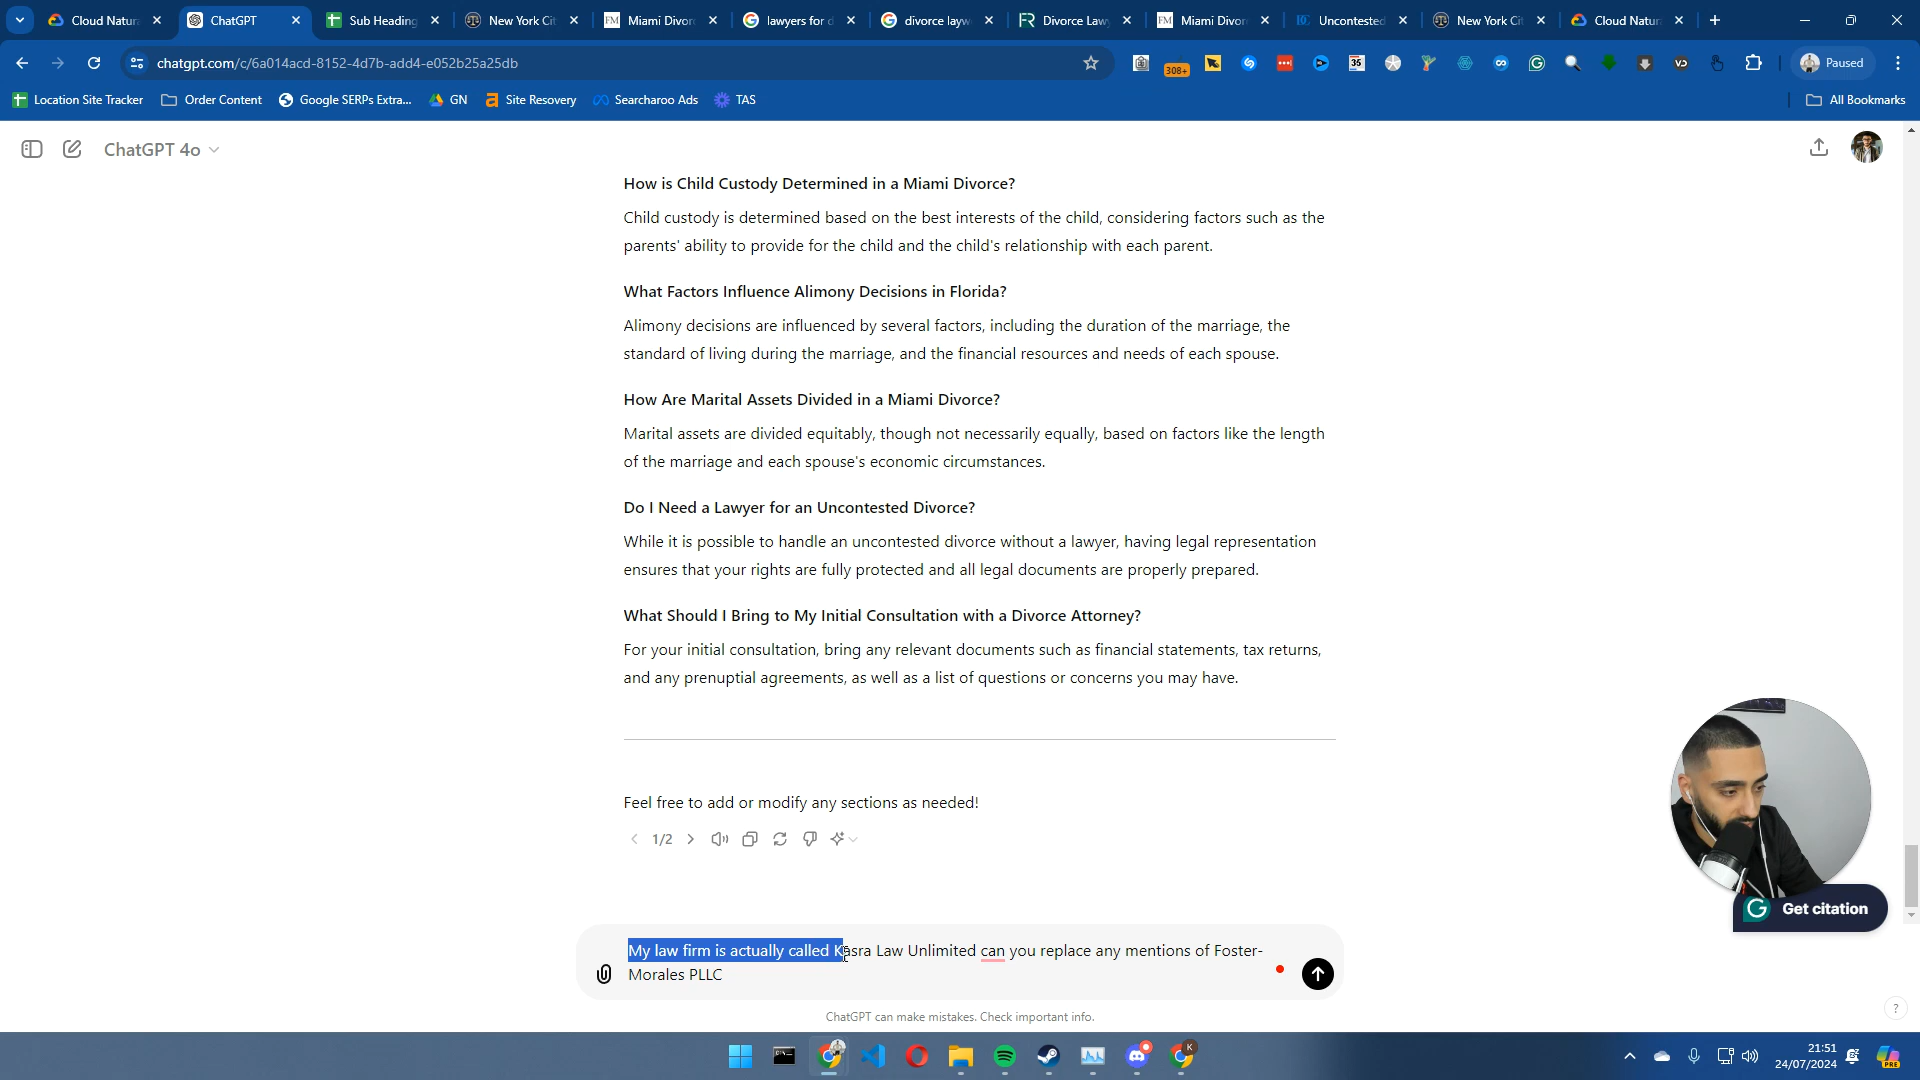 Cloud Natur
ChatGPT
Sub Heading
New York Cit
Miami Divor
lawyers for d
divorce layw
Divorce Law
Miami Divor
Uncontested
New York Cit
Cloud Natur
chatgpt.com/c/6a014acd-8152-4d7b-add4-e052b25a25db
308+
35
VD
Paused
Location Site Tracker
Order Content
Google SERPs Extra...
GN
Site Recovery
Searcharoo Ads
TAS
All Bookmarks
ChatGPT 4o
How is Child Custody Determined in a Miami Divorce?
Child custody is determined based on the best interests of the child, considering factors such as the
parents' ability to provide for the child and the child's relationship with each parent.
What Factors Influence Alimony Decisions in Florida?
Alimony decisions are influenced by several factors, including the duration of the marriage, the
standard of living during the marriage, and the financial resources and needs of each spouse.
How Are Marital Assets Divided in a Miami Divorce?
Marital assets are divided equitably, though not necessarily equally, based on factors like the length
of the marriage and each spouse's economic circumstances.
Do I Need a Lawyer for an Uncontested Divorce?
While it is possible to handle an uncontested divorce without a lawyer, having legal representation
ensures that your rights are fully protected and all legal documents are properly prepared.
What Should I Bring to My Initial Consultation with a Divorce Attorney?
For your initial consultation, bring any relevant documents such as financial statements, tax returns,
and any prenuptial agreements, as well as a list of questions or concerns you may have.
Feel free to add or modify any sections as needed!
1/2
Get citation
My law firm is actually called Kasra Law Unlimited can you replace any mentions of Foster-
Morales PLLC
ChatGPT can make mistakes. Check important info.
?
21:51
24/07/2024